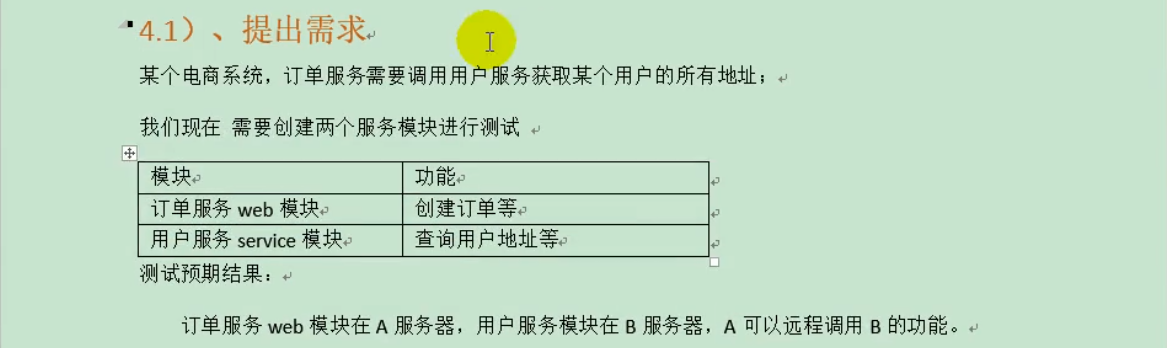 4.1）、提出需求
某个电商系统，订单服务需要调用用户服务获取某个用户的所有地址；
我们现在 需要创建两个服务模块进行测试
模块 功能
订单服务 web 模块 创建订单等
用户服务 service 模块 查询用户地址等
测试预期结果：
订单服务 web 模块在 A 服务器，用户服务模块在 B 服务器，A 可以远程调用 B 的功能。